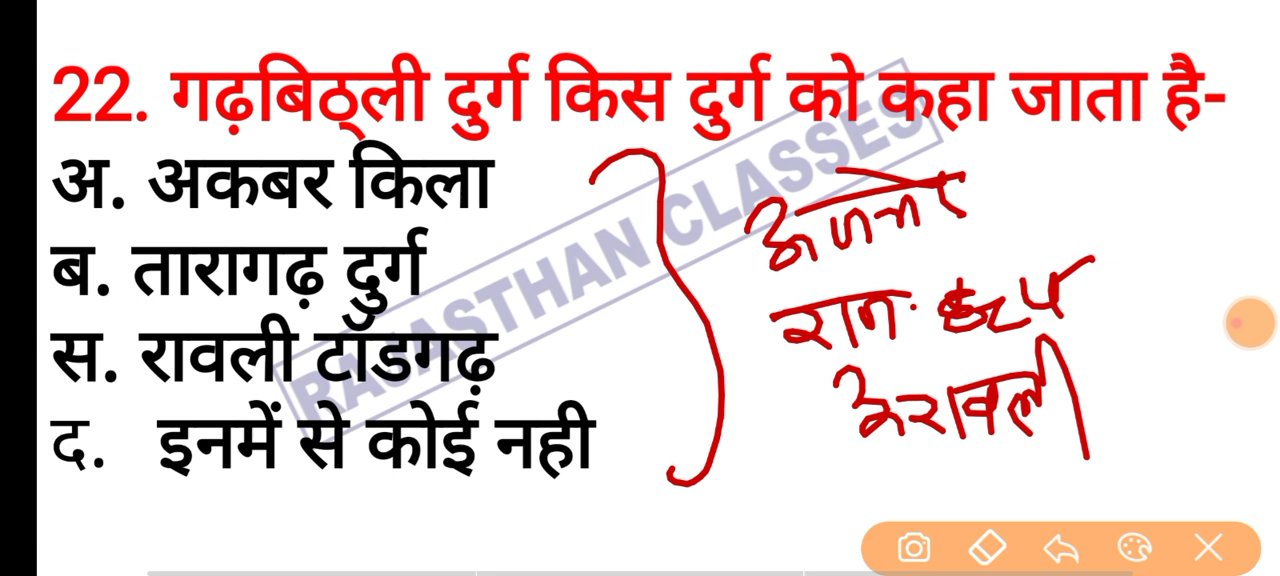 22. गढ़बिठ्ली दुर्ग किस दुर्ग को कहा जाता है-
अ. अकबर किला
ब. तारागढ़ दुर्ग
स. रावली टॉडगढ़
द. इनमें से कोई नही
RAJASTHAN CLASSES
अजमेर
राज.
अरावली